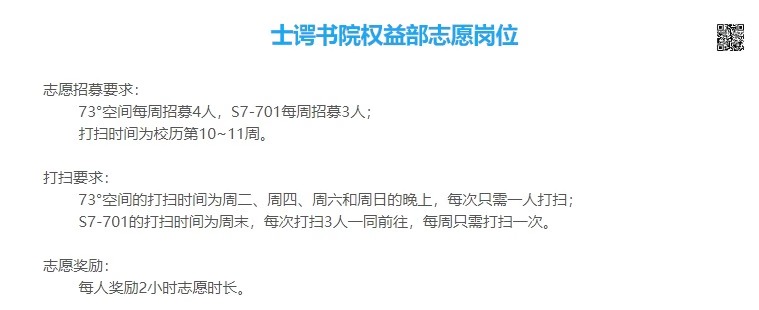 士谔书院权益部志愿岗位
志愿招募要求：
73°空间每周招募4人，S7-701每周招募3人；
打扫时间为校历第10~11周。
打扫要求：
73°空间的打扫时间为周二、周四、周六和周日的晚上，每次只需一人打扫；
S7-701的打扫时间为周末，每次打扫3人一同前往，每周只需打扫一次。
志愿奖励：
每人奖励2小时志愿时长。